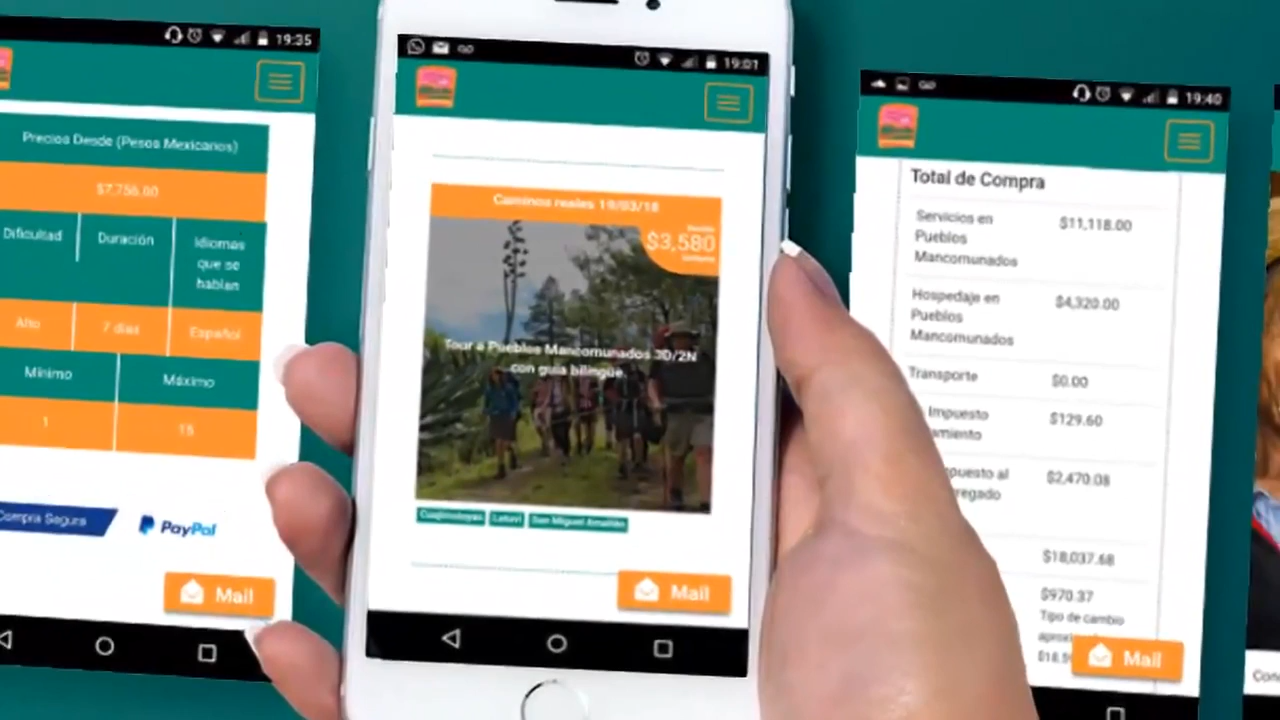 19:35
Precios Desde (Pesos Mexicanos)
$7,756.00
Dificultad
Duración
Idiomas
que se
hablan
Alto
7 días
Español
Mínimo
Máximo
1
15
Compra Segura
PayPal
Mail
19:01
Caminos reales 19/03/18
$3,580
Tour a Pueblos Mancomunados 3D/2N
con guía bilingüe.
Cuajimoloyas
Latuvi
San Miguel Amatlán
Mail
19:40
Total de Compra
Servicios en
Pueblos
Mancomunados
$11,118.00
Hospedaje en
Pueblos
Mancomunados
$4,320.00
Transporte
$0.00
Impuesto
$129.60
al
$2,470.08
$18,037.68
$970.37
Tipo de cambio
Mail